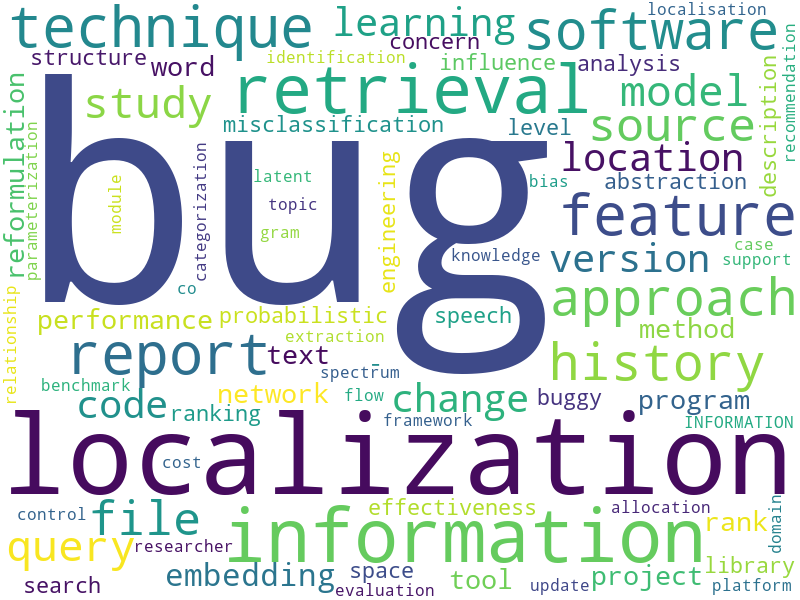 technique
learning
localisation
software
concern
structure
word
identification
influence
analysis
recommendation
study
retrieval
model
description
misclassification
level
source
reformulation
parameterization
bug
location
module
categorization
latent
topic
gram
engineering
bias
abstraction
feature
knowledge
version
case
support
co
approach
relationship
performance
probabilistic
speech
method
extraction
report
text
spectrum
history
benchmark
code
ranking
network
flow
change
buggy
program
framework
INFORMATION
localization
cost
control
file
effectiveness
allocation
rank
domain
query
researcher
information
search
embedding
space
evaluation
tool
update
project
library
platform